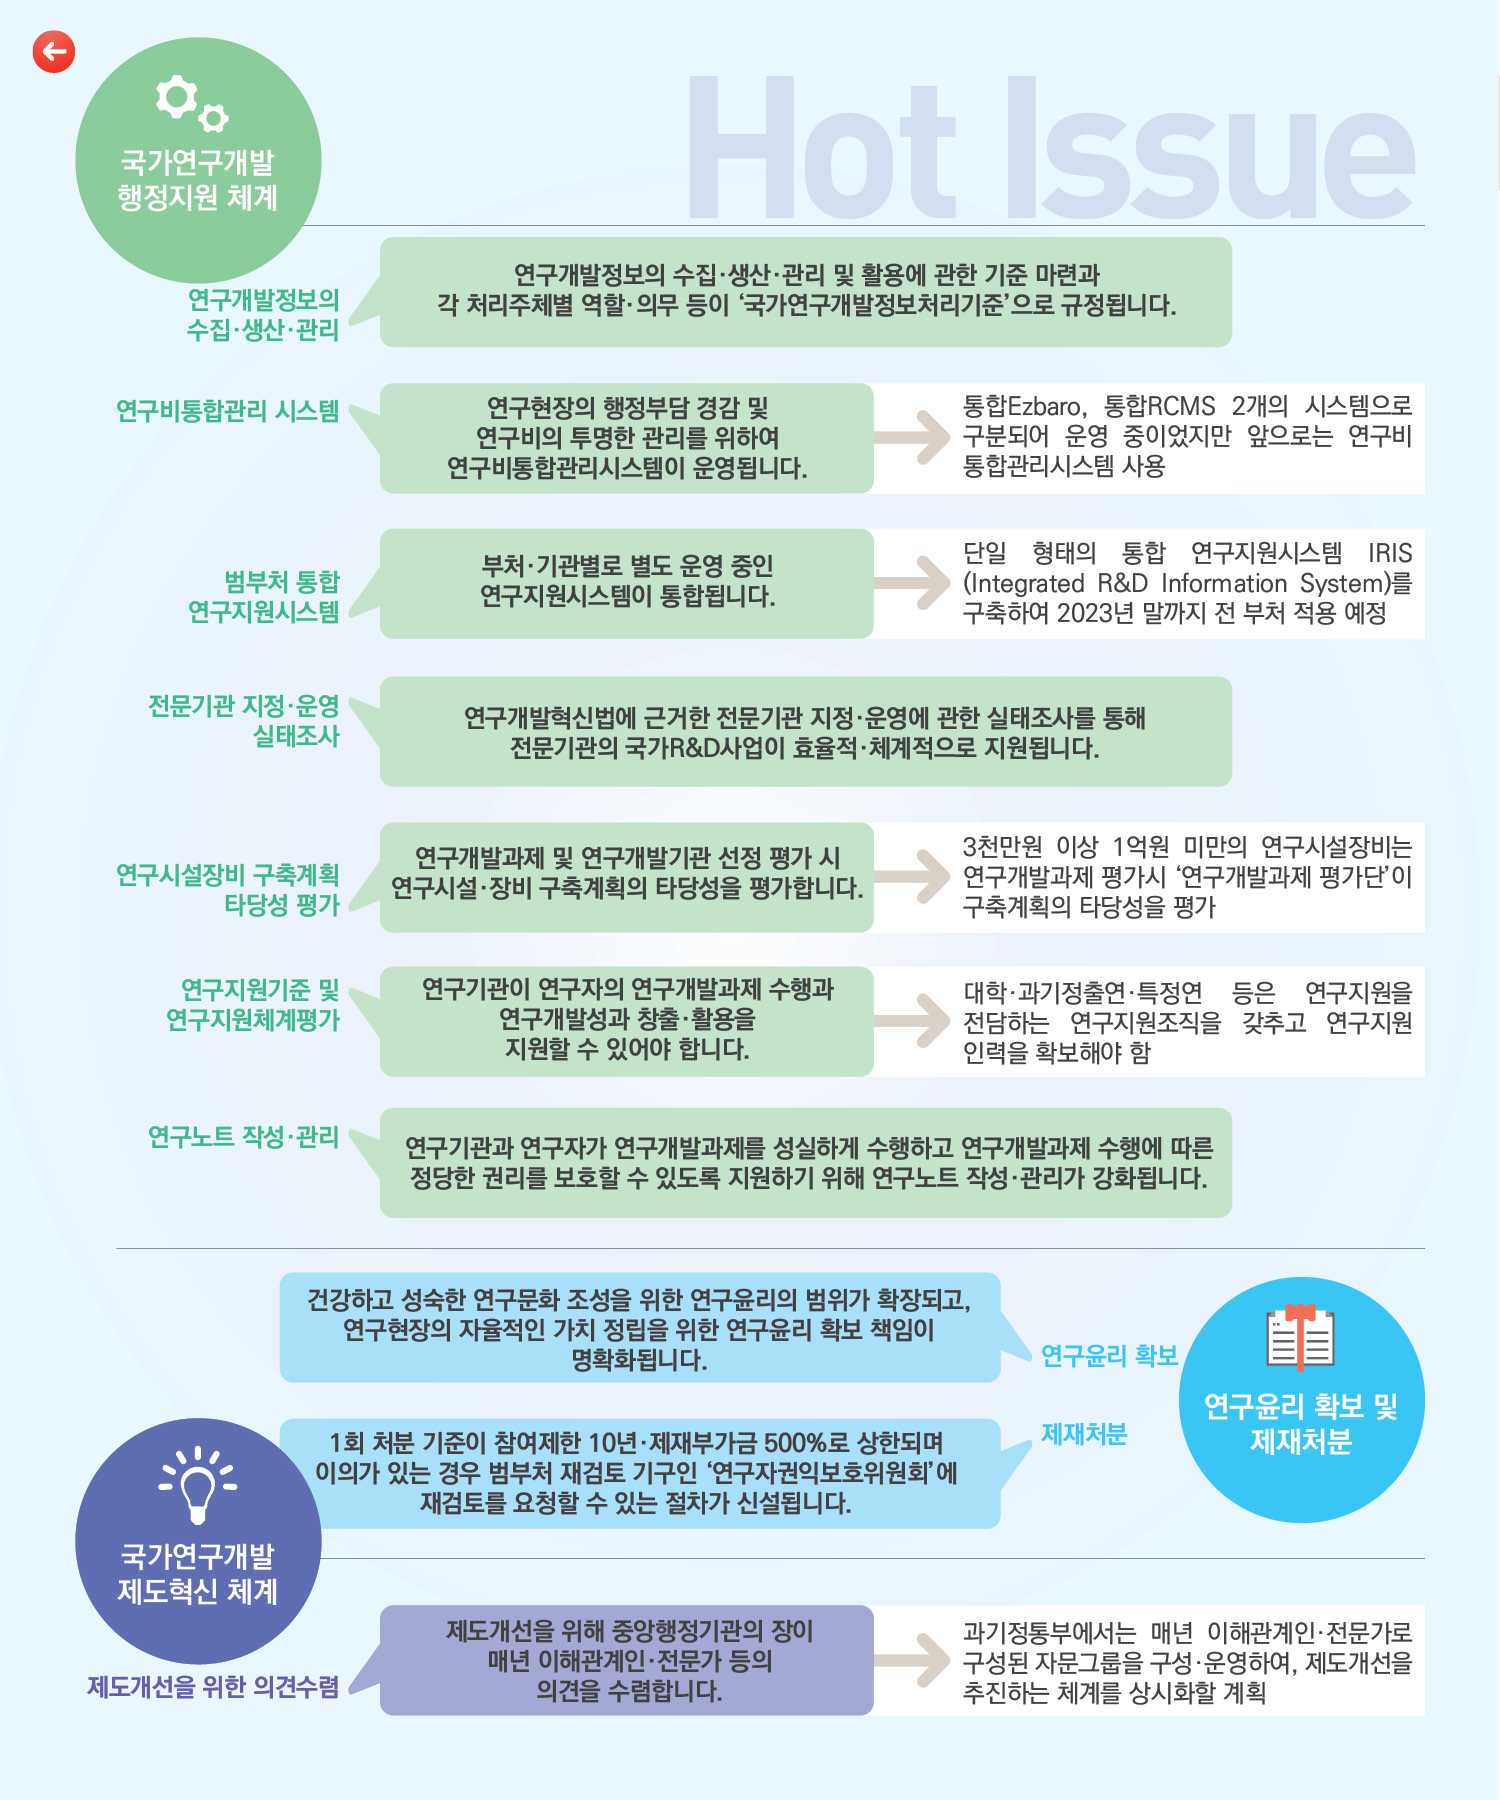 Hot Issue
국가연구개발
행정지원 체계
연구개발정보의
수집·생산·관리
연구개발정보의 수집·생산·관리 및 활용에 관한 기준 마련과
각 처리주체별 역할·의무 등이 ‘국가연구개발정보처리기준’으로 규정됩니다.
연구비통합관리 시스템
연구현장의 행정부담 경감 및
연구비의 투명한 관리를 위하여
연구비통합관리시스템이 운영됩니다.
통합Ezbaro, 통합RCMS 2개의 시스템으로
구분되어 운영 중이었지만 앞으로는 연구비
통합관리시스템 사용
범부처 통합
연구지원시스템
부처·기관별로 별도 운영 중인
연구지원시스템이 통합됩니다.
단일 형태의 통합 연구지원시스템 IRIS
(Integrated R&D Information System)를
구축하여 2023년 말까지 전 부처 적용 예정
전문기관 지정·운영
실태조사
연구개발혁신법에 근거한 전문기관 지정·운영에 관한 실태조사를 통해
전문기관의 국가R&D사업이 효율적·체계적으로 지원됩니다.
연구시설장비 구축계획
타당성 평가
연구개발과제 및 연구개발기관 선정 평가 시
연구시설·장비 구축계획의 타당성을 평가합니다.
3천만원 이상 1억원 미만의 연구시설장비는
연구개발과제 평가시 ‘연구개발과제 평가단’이
구축계획의 타당성을 평가
연구지원기준 및
연구지원체계평가
연구기관이 연구자의 연구개발과제 수행과
연구개발성과 창출·활용을
지원할 수 있어야 합니다.
대학·과기정출연·특정연 등은 연구지원을
전담하는 연구지원조직을 갖추고 연구지원
인력을 확보해야 함
연구노트 작성·관리
연구기관과 연구자가 연구개발과제를 성실하게 수행하고 연구개발과제 수행에 따른
정당한 권리를 보호할 수 있도록 지원하기 위해 연구노트 작성·관리가 강화됩니다.
연구윤리 확보 및
제재처분
연구윤리 확보
건강하고 성숙한 연구문화 조성을 위한 연구윤리의 범위가 확장되고,
연구현장의 자율적인 가치 정립을 위한 연구윤리 확보 책임이
명확화됩니다.
제재처분
1회 처분 기준이 참여제한 10년·제재부가금 500%로 상한되며
이의가 있는 경우 범부처 재검토 기구인 ‘연구자권익보호위원회’에
재검토를 요청할 수 있는 절차가 신설됩니다.
국가연구개발
제도혁신 체계
제도개선을 위한 의견수렴
제도개선을 위해 중앙행정기관의 장이
매년 이해관계인·전문가 등의
의견을 수렴합니다.
과기정통부에서는 매년 이해관계인·전문가로
구성된 자문그룹을 구성·운영하여, 제도개선을
추진하는 체계를 상시화할 계획